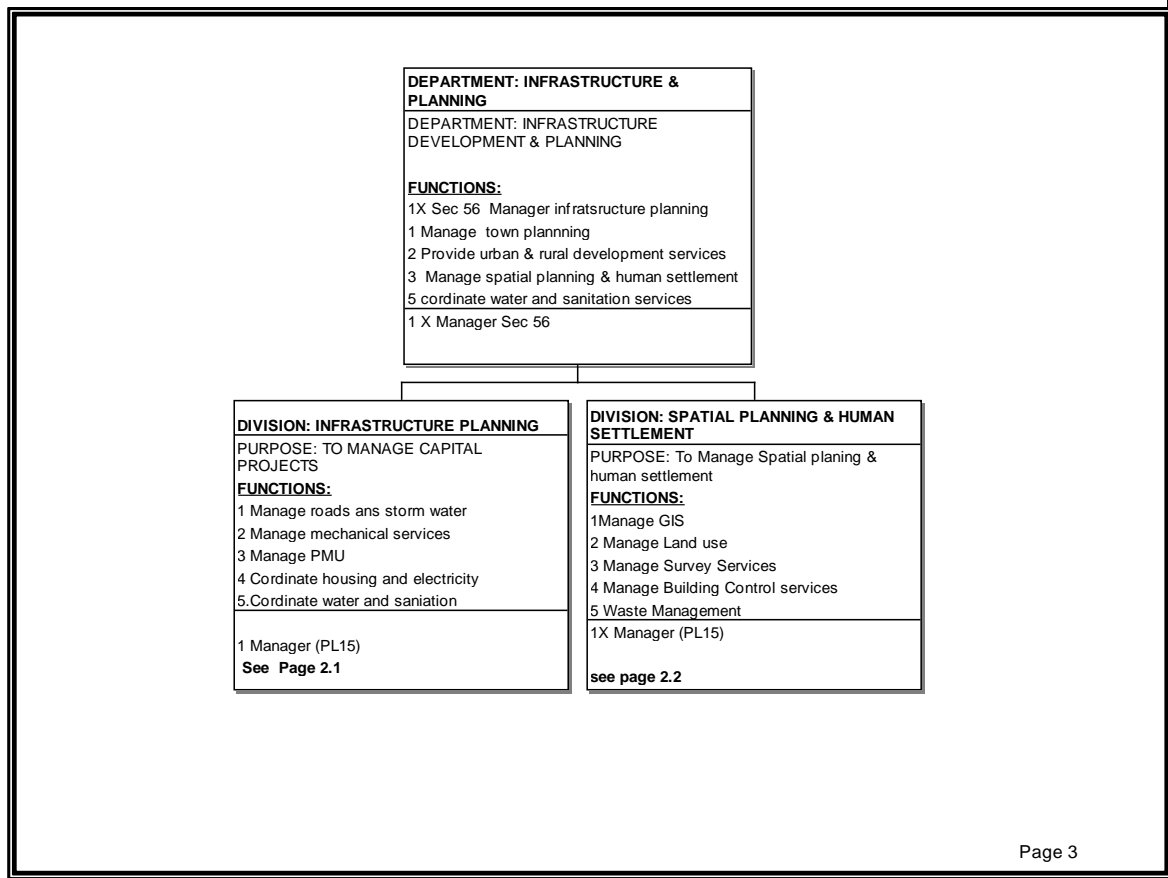 DEPARTMENT: INFRASTRUCTURE &
PLANNING
DEPARTMENT: INFRASTRUCTURE
DEVELOPMENT & PLANNING
FUNCTIONS:
1X Sec 56  Manager infratsructure planning
1 Manage  town plannning
2 Provide urban & rural development services
3  Manage spatial planning & human settlement
5 cordinate water and sanitation services
1 X Manager Sec 56
DIVISION: INFRASTRUCTURE PLANNING
PURPOSE: TO MANAGE CAPITAL
PROJECTS
FUNCTIONS:
1 Manage roads ans storm water
2 Manage mechanical services
3 Manage PMU
4 Cordinate housing and electricity
5.Cordinate water and saniation
1 Manager (PL15)
See  Page 2.1
DIVISION: SPATIAL PLANNING & HUMAN
SETTLEMENT
PURPOSE: To Manage Spatial planing &
human settlement
FUNCTIONS:
1Manage GIS
2 Manage Land use
3 Manage Survey Services
4 Manage Building Control services
5 Waste Management
1X Manager (PL15)
see page 2.2
Page 3